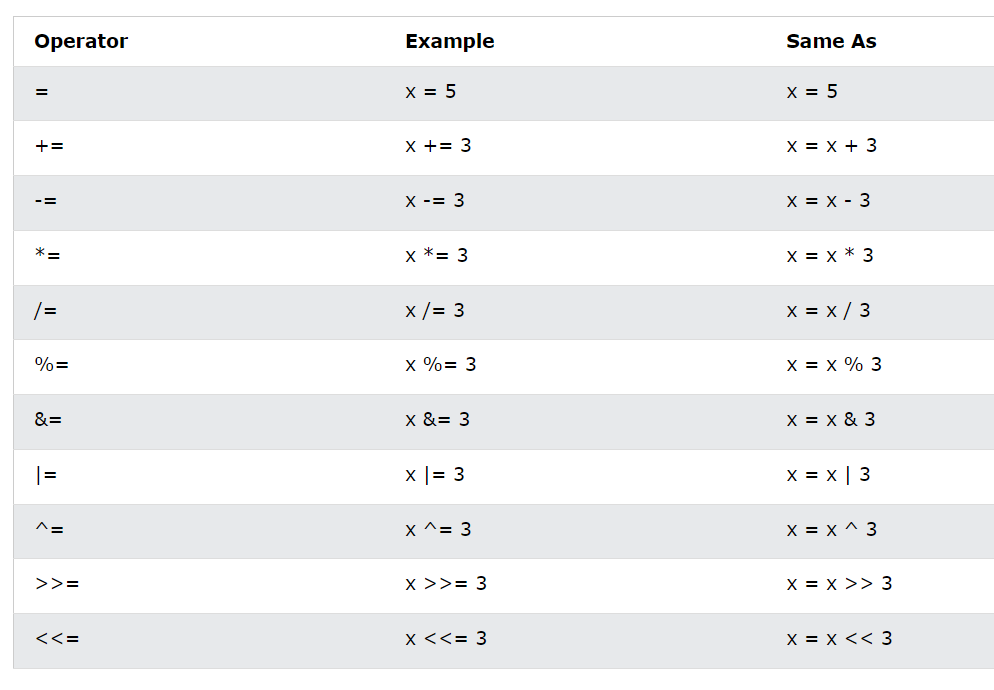 Operator Example Same As
= x = 5 x = 5
+= x += 3 x = x + 3
-= x -= 3 x = x - 3
*= x *= 3 x = x * 3
/= x /= 3 x = x / 3
%= x %= 3 x = x % 3
&= x &= 3 x = x & 3
|= x |= 3 x = x | 3
^= x ^= 3 x = x ^ 3
>>= x >>= 3 x = x >> 3
<<= x <<= 3 x = x << 3